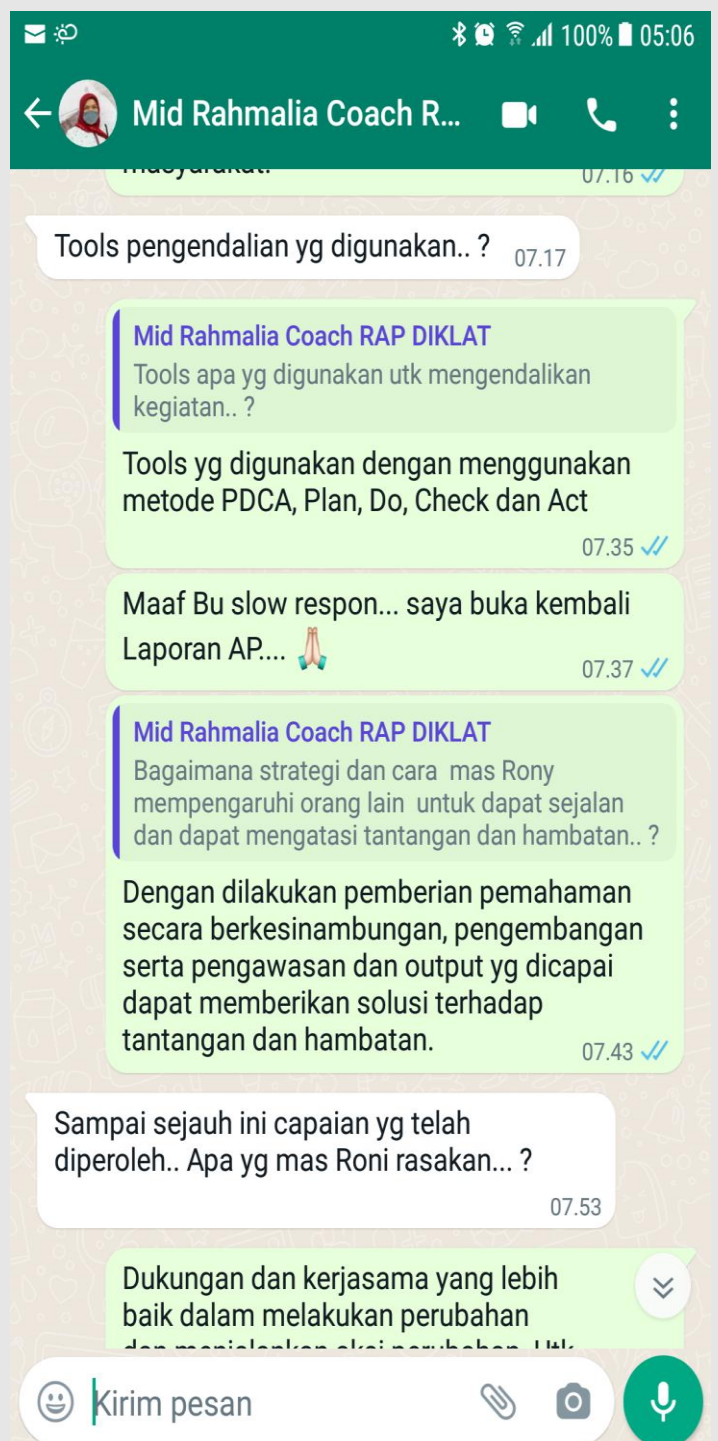 100% 05:06
Mid Rahmalia Coach R...
masyarakat.
07.16
Tools pengendalian yg digunakan.. ?
07.17
Mid Rahmalia Coach RAP DIKLAT
Tools apa yg digunakan utk mengendalikan
kegiatan.. ?
Tools yg digunakan dengan menggunakan
metode PDCA, Plan, Do, Check dan Act
07.35
Maaf Bu slow respon... saya buka kembali
Laporan AP.... 🙏🏻
07.37
Mid Rahmalia Coach RAP DIKLAT
Bagaimana strategi dan cara mas Rony
mempengaruhi orang lain untuk dapat sejalan
dan dapat mengatasi tantangan dan hambatan.. ?
Dengan dilakukan pemberian pemahaman
secara berkesinambungan, pengembangan
serta pengawasan dan output yg dicapai
dapat memberikan solusi terhadap
tantangan dan hambatan.
07.43
Sampai sejauh ini capaian yg telah
diperoleh.. Apa yg mas Roni rasakan... ?
07.53
Dukungan dan kerjasama yang lebih
baik dalam melakukan perubahan
dan menjalankan aksi perubahan. Utk
Kirim pesan